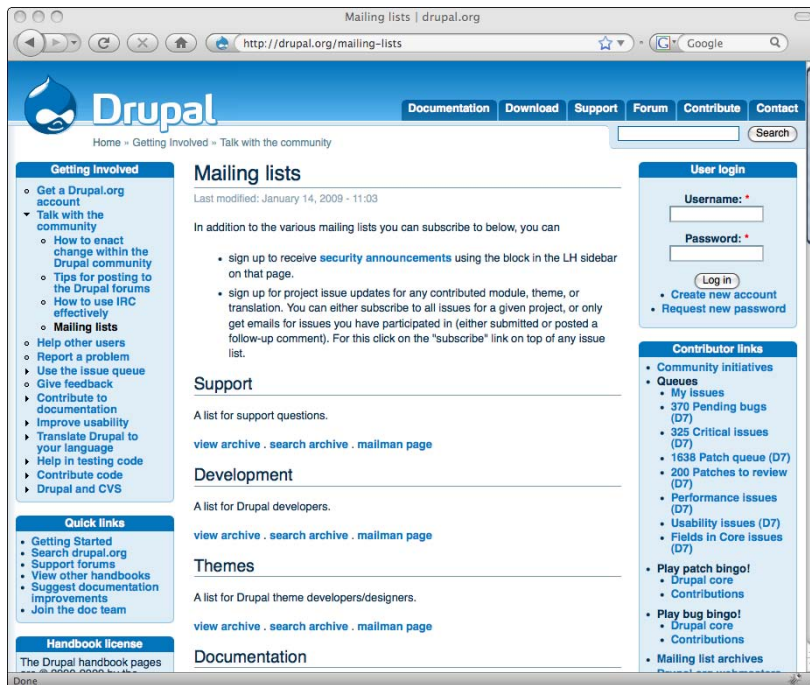 Mailing lists | drupal.org
http://drupal.org/mailing-lists
Google
Drupal
Documentation Download Support Forum Contribute Contact
Home » Getting Involved » Talk with the community
Search
Getting Involved
Get a Drupal.org
account
Talk with the
community
How to enact
change within the
Drupal community
Tips for posting to
the Drupal forums
How to use IRC
effectively
Mailing lists
Help other users
Report a problem
Use the issue queue
Give feedback
Contribute to
documentation
Improve usability
Translate Drupal to
your language
Help in testing code
Contribute code
Drupal and CVS
Quick links
Getting Started
Search drupal.org
Support forums
View other handbooks
Suggest documentation
improvements
Join the doc team
Handbook license
The Drupal handbook pages
Mailing lists
Last modified: January 14, 2009 - 11:03
In addition to the various mailing lists you can subscribe to below, you can
sign up to receive security announcements using the block in the LH sidebar
on that page.
sign up for project issue updates for any contributed module, theme, or
translation. You can either subscribe to all issues for a given project, or only
get emails for issues you have participated in (either submitted or posted a
follow-up comment). For this click on the "subscribe" link on top of any issue
list.
Support
A list for support questions.
view archive . search archive . mailman page
Development
A list for Drupal developers.
view archive . search archive . mailman page
Themes
A list for Drupal theme developers/designers.
view archive . search archive . mailman page
Documentation
User login
Username: *
Password: *
Log in
Create new account
Request new password
Contributor links
Community initiatives
Queues
My issues
370 Pending bugs
(D7)
325 Critical issues
(D7)
1638 Patch queue (D7)
200 Patches to review
(D7)
Performance issues
(D7)
Usability issues (D7)
Fields in Core issues
(D7)
Play patch bingo!
Drupal core
Contributions
Play bug bingo!
Drupal core
Contributions
Mailing list archives
Done